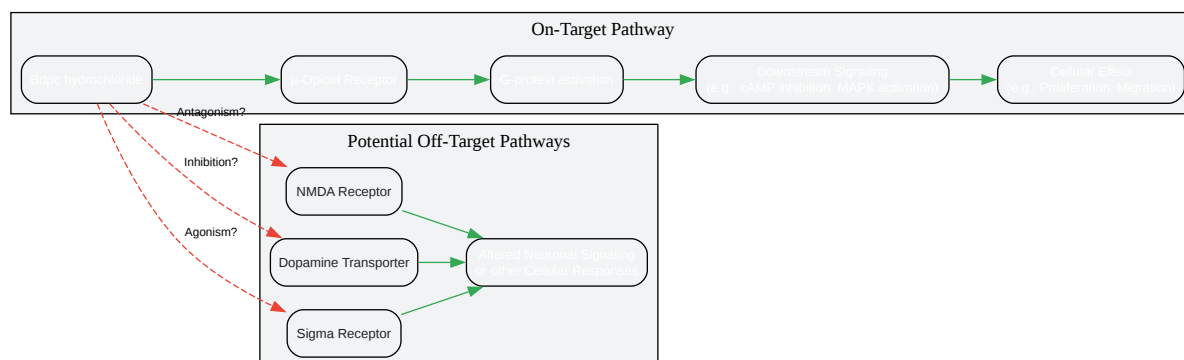 On-Target Pathway
Bdpc hydrochloride
μ-Opioid Receptor
G-protein activation
Downstream Signaling
(e.g., cAMP inhibition, MAPK activation)
Cellular Effect
(e.g., Proliferation, Migration)
Antagonism?
Inhibition?
Agonism?
Potential Off-Target Pathways
NMDA Receptor
Dopamine Transporter
Sigma Receptor
Altered Neuronal Signaling
or other Cellular Responses